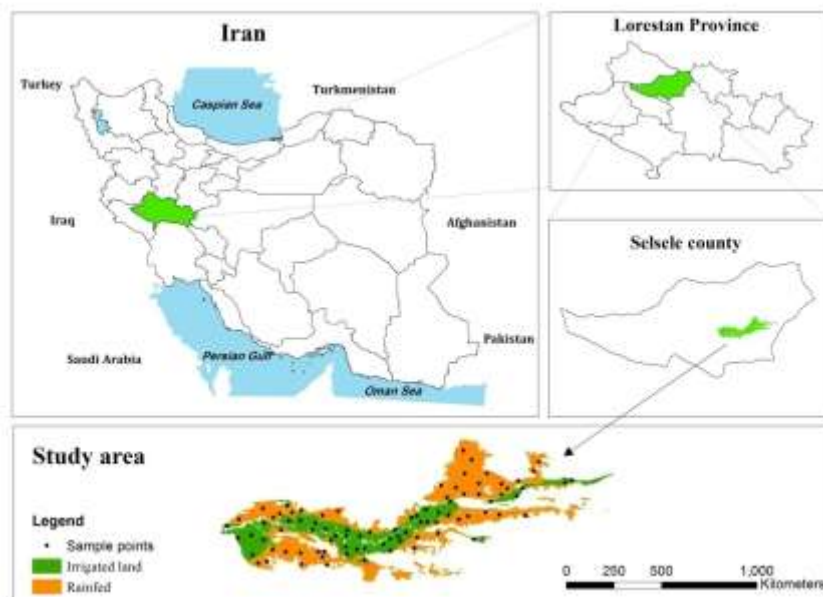 Iran
Turkey
Caspian Sea
Turkmenistan
Iraq
Afghanistan
Saudi Arabia
Persian Gulf
Pakistan
Oman Sea
Lorestan Province
Selsele county
Study area
Legend
Sample points
Irrigated land
Rainfed
0 250 500 1,000
Kilometers